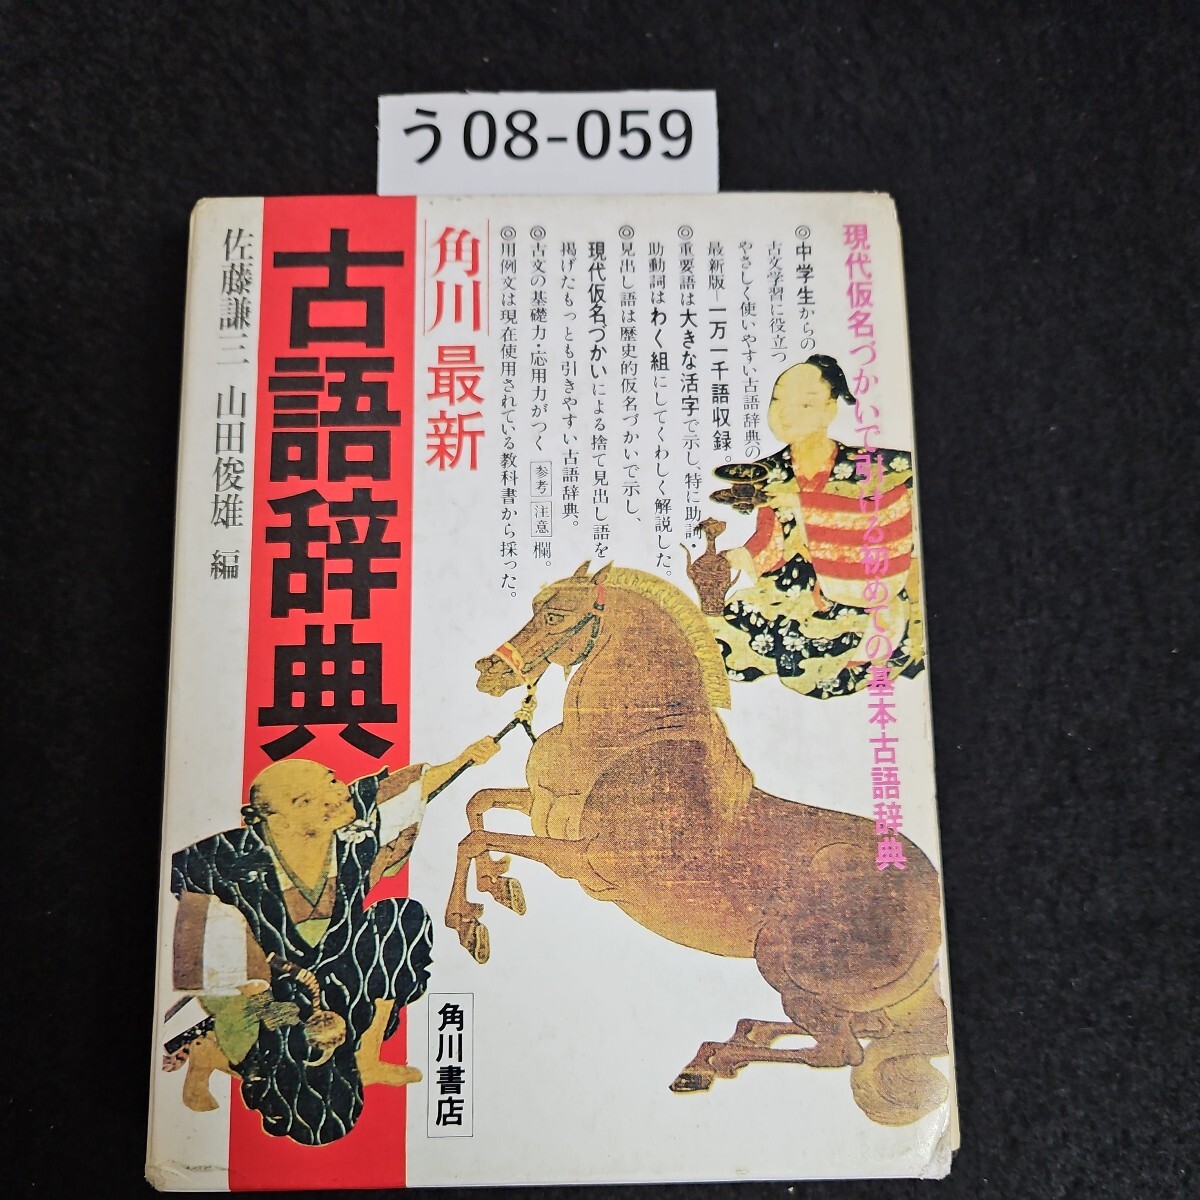 う08-059
現代仮名づかいで引ける初めての基本古語辞典
◎中学生からの
古文学習に役立つ
やさしく使いやすい古語辞典の
最新版―二万一千語収録。
◎重要語は大きな活字で示し、特に助詞・
助動詞はわく組にしてくわしく解説した。
◎見出し語は歴史的仮名づかいで示し、
現代仮名づかいによる捨て見出し語を
掲げたもっとも引きやすい古語辞典。
◎古文の基礎力・応用力がつく 参考 注意 欄。
◎用例文は現在使用されている教科書から採った。
角川 最新
古語辞典
佐藤謙三 山田俊雄 編
角川書店